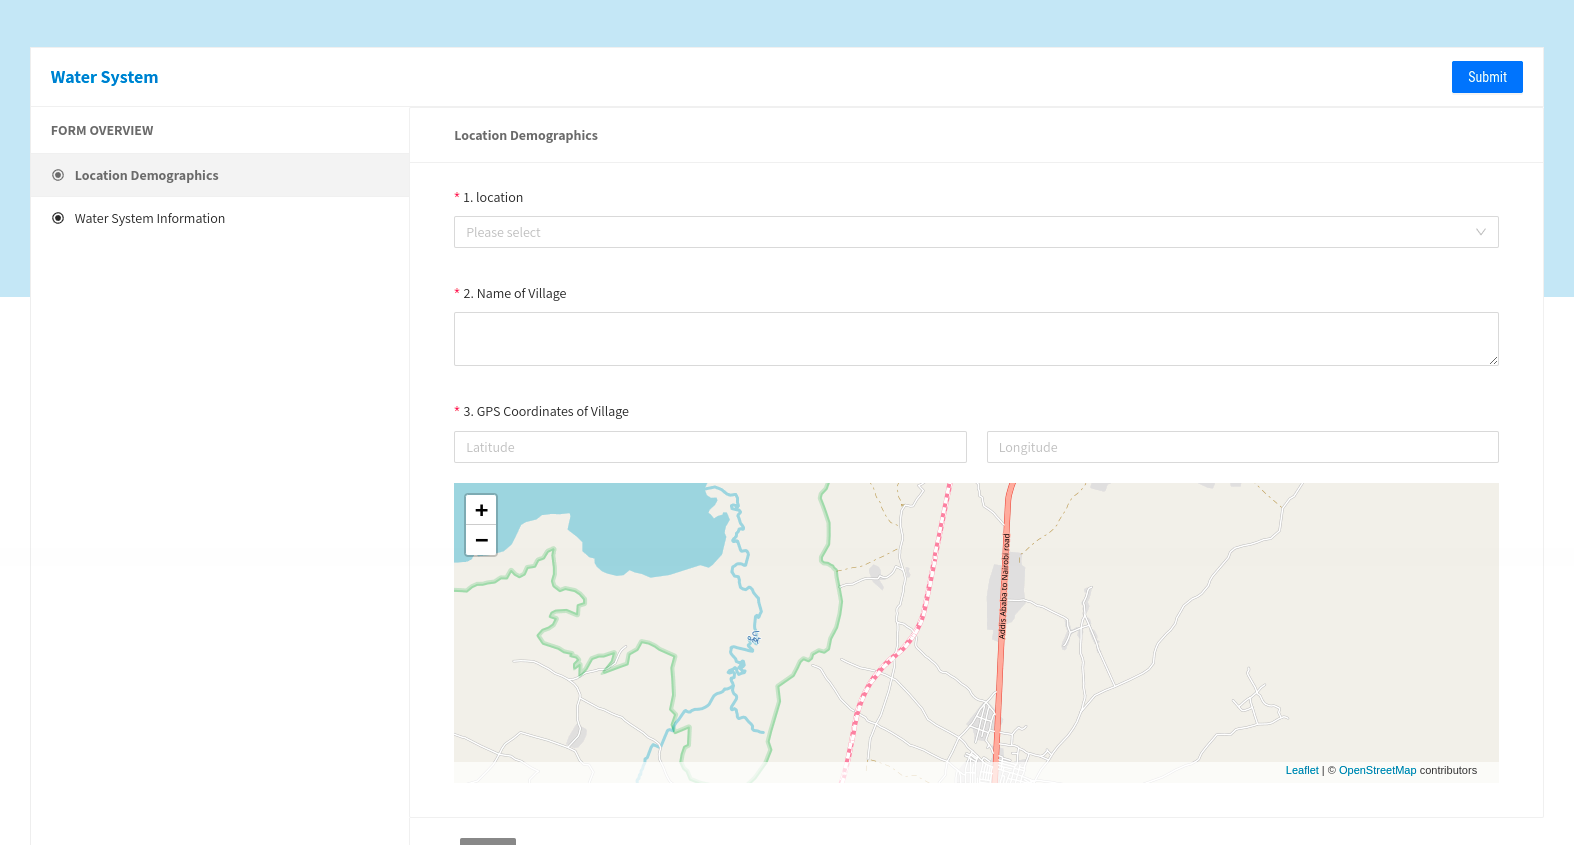 Water System
Submit
FORM OVERVIEW
Location Demographics
Water System Information
Location Demographics
* 1. location
Please select
* 2. Name of Village
* 3. GPS Coordinates of Village
Latitude
Longitude
+
−
Addis Ababa to Nairobi road
Leaflet | © OpenStreetMap contributors